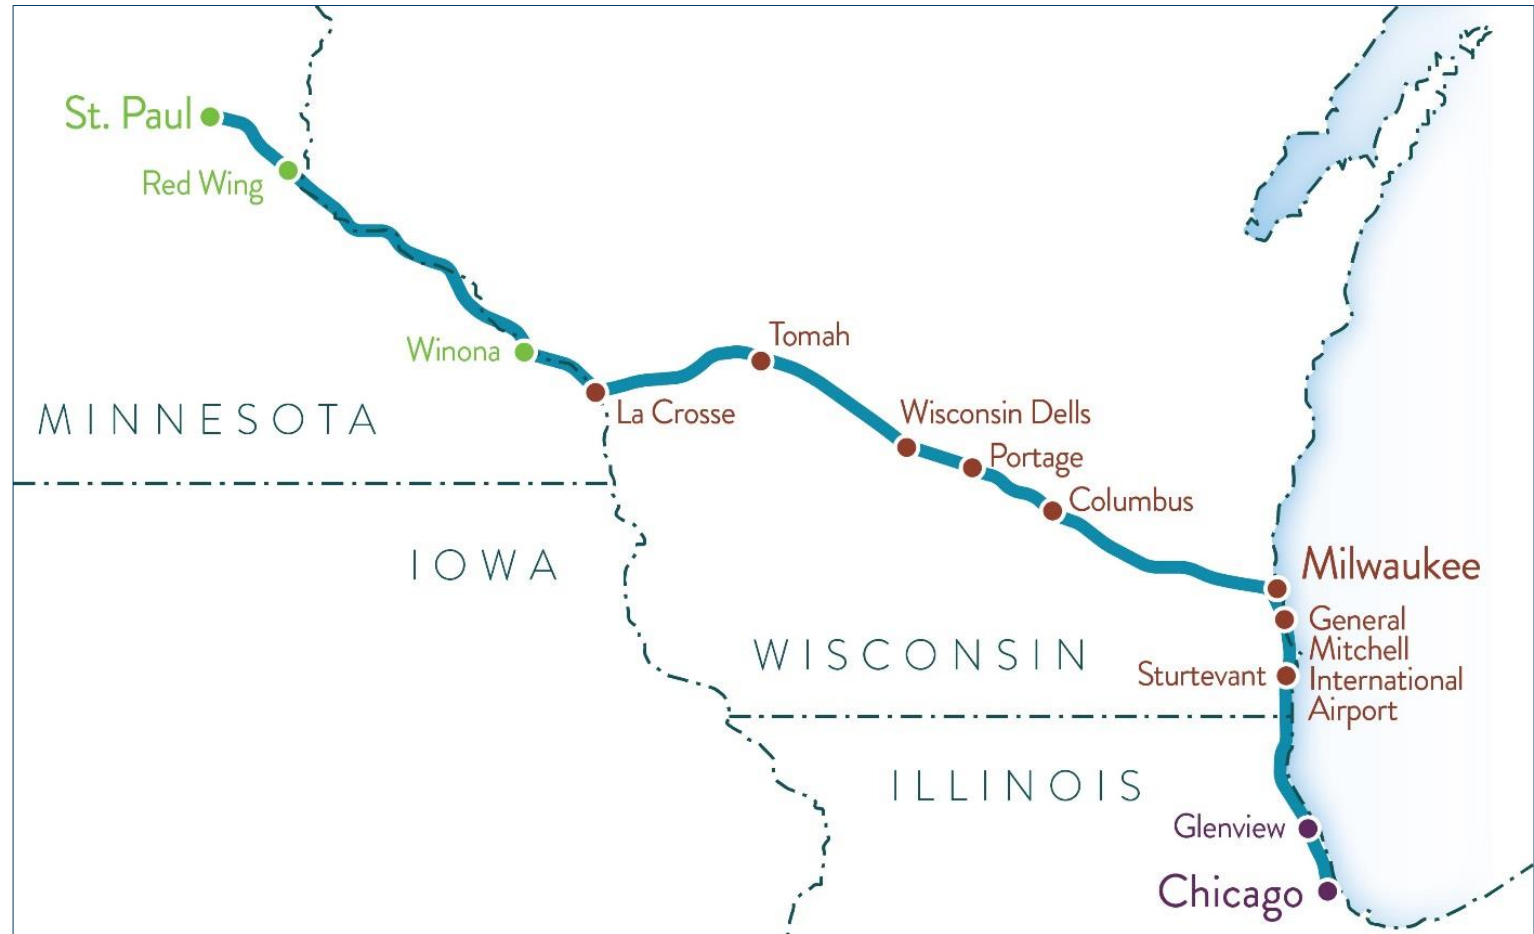 St. Paul
Red Wing
Winona
Tomah
La Crosse
MINNESOTA
Wisconsin Dells
Portage
Columbus
IOWA
Milwaukee
General
Mitchell
International
Airport
WISCONSIN
Sturtevant
ILLINOIS
Glenview
Chicago